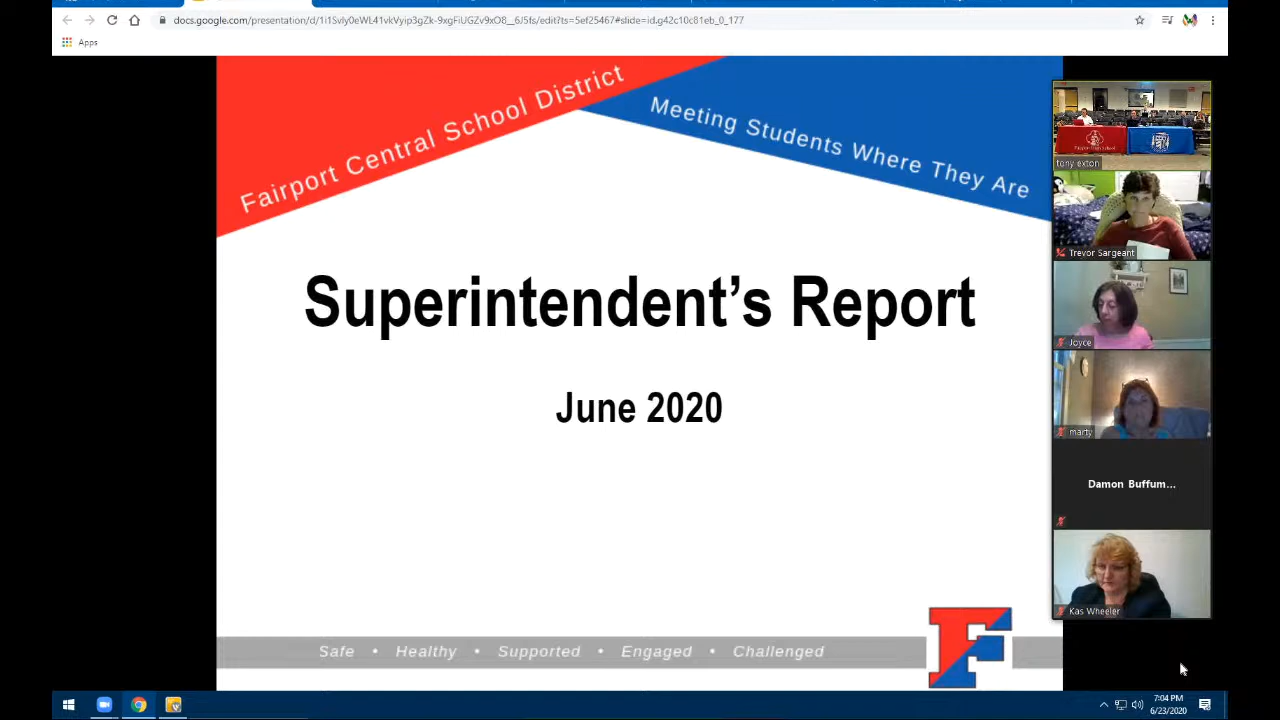 docs.google.com/presentation/d/1i1Svly0eWL41vkVyip3gZk-9xgFiUGZv9xO8__6/5fs/edit?ts=5ef25467#slide=id.g42c10c81eb_0_177
Apps
Fairport Central School District
Meeting Students Where They Are
Superintendent’s Report
June 2020
Safe • Healthy • Supported • Engaged • Challenged
F
tony exton
Trevor Sargeant
Joyce
marty
Damon Buffum...
Kas Wheeler
7:04 PM
6/23/2020